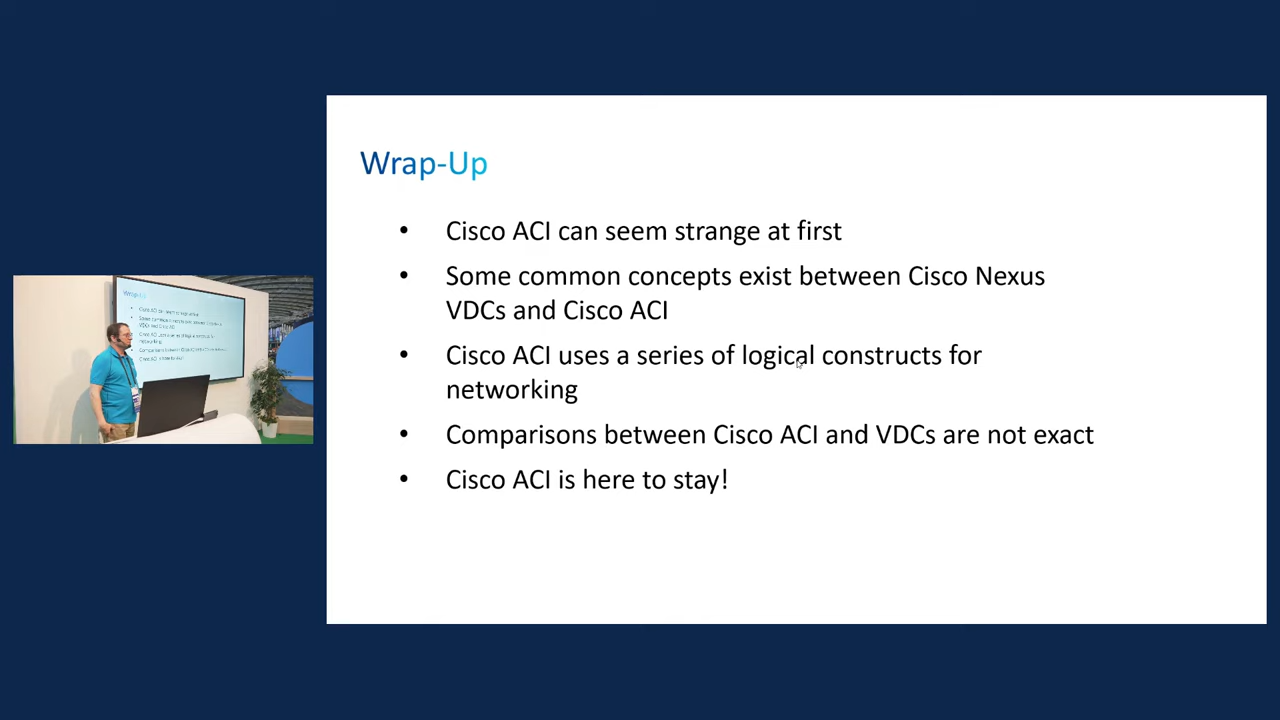 Wrap-Up
• Cisco ACI can seem strange at first
• Some common concepts exist between Cisco Nexus
VDCs and Cisco ACI
• Cisco ACI uses a series of logical constructs for
networking
• Comparisons between Cisco ACI and VDCs are not exact
• Cisco ACI is here to stay!